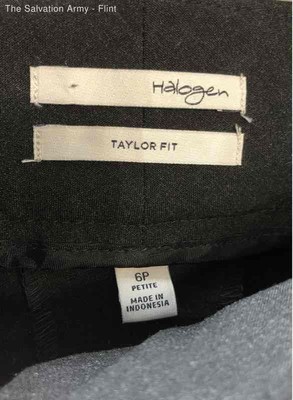 The Salvation Army - Flint
Halogen
TAYLOR FIT
6P
PETITE
MADE IN
INDONESIA